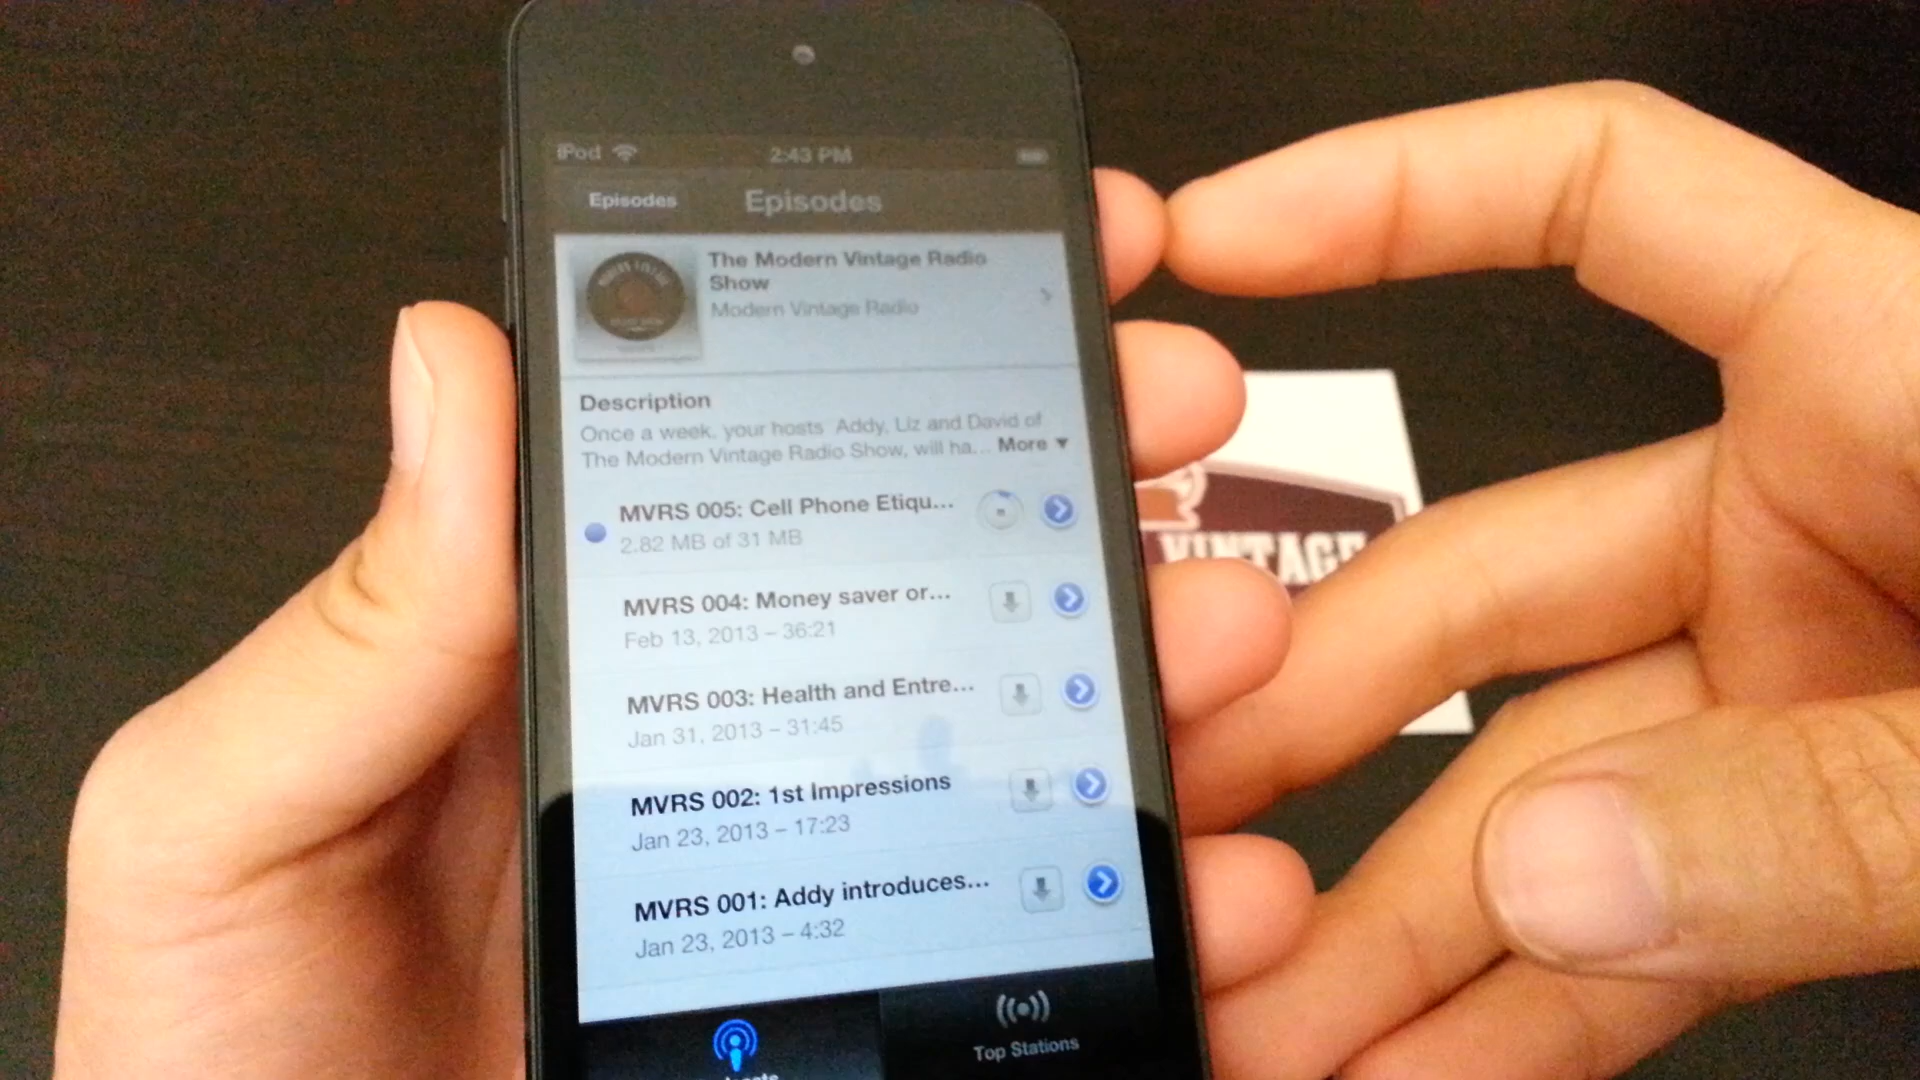 iPod 2:43 PM
Episodes Episodes
The Modern Vintage Radio
Show
Modern Vintage Radio
Description
Once a week, your hosts Addy, Liz and David of
The Modern Vintage Radio Show, will ha... More ▼
MVRS 005: Cell Phone Etiqu...
2.82 MB of 31 MB
MVRS 004: Money saver or...
Feb 13, 2013 – 36:21
MVRS 003: Health and Entre...
Jan 31, 2013 – 31:45
MVRS 002: 1st Impressions
Jan 23, 2013 – 17:23
MVRS 001: Addy introduces...
Jan 23, 2013 – 4:32
Top Stations
VINTAGE